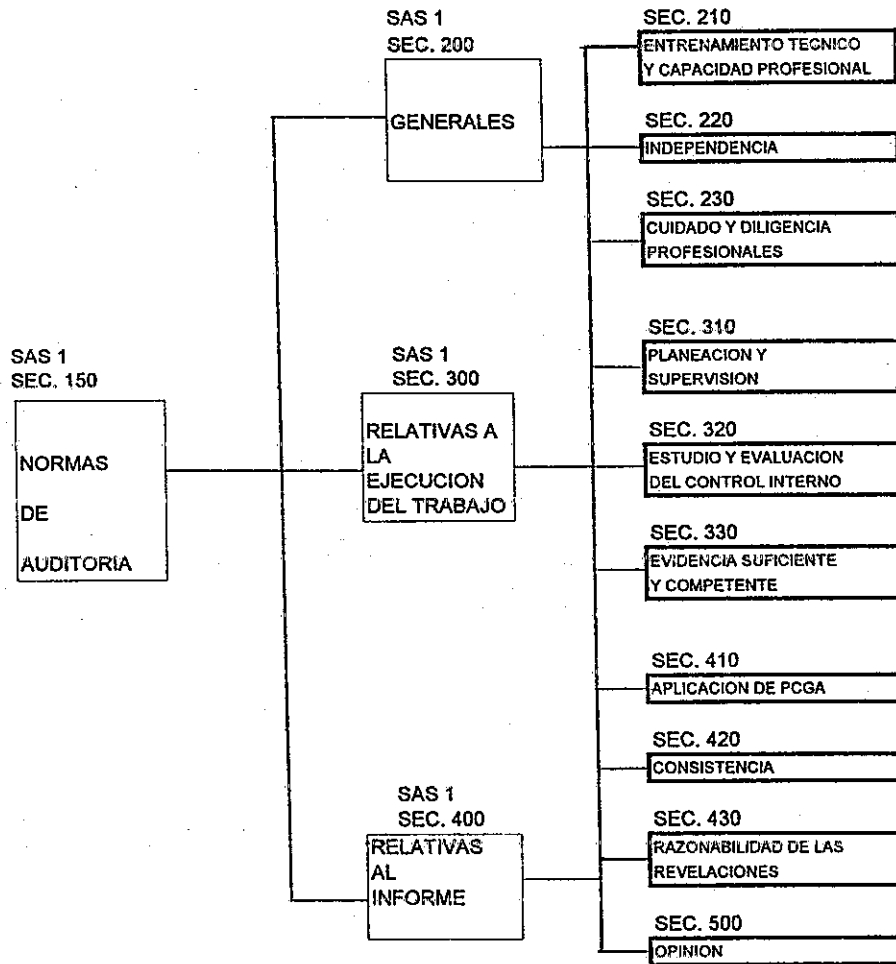 SAS 1
SEC. 150
NORMAS
DE
AUDITORIA
SAS 1
SEC. 200
GENERALES
SAS 1
SEC. 300
RELATIVAS A
LA
EJECUCION
DEL TRABAJO
SAS 1
SEC. 400
RELATIVAS
AL
INFORME
SEC. 210
ENTRENAMIENTO TECNICO
Y CAPACIDAD PROFESIONAL
SEC. 220
INDEPENDENCIA
SEC. 230
CUIDADO Y DILIGENCIA
PROFESIONALES
SEC. 310
PLANEACION Y
SUPERVISION
SEC. 320
ESTUDIO Y EVALUACION
DEL CONTROL INTERNO
SEC. 330
EVIDENCIA SUFICIENTE
Y COMPETENTE
SEC. 410
APLICACION DE PCGA
SEC. 420
CONSISTENCIA
SEC. 430
RAZONABILIDAD DE LAS
REVELACIONES
SEC. 500
OPINION